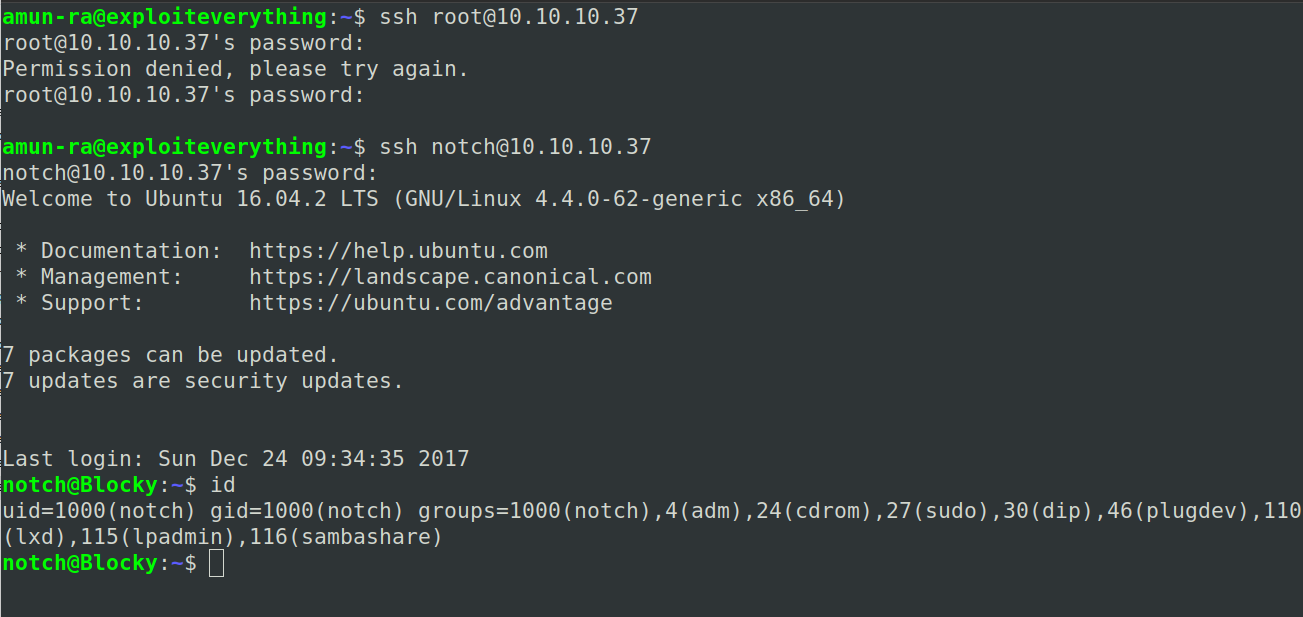 amun-ra@exploiteverything:~$ ssh root@10.10.10.37
root@10.10.10.37's password:
Permission denied, please try again.
root@10.10.10.37's password:
amun-ra@exploiteverything:~$ ssh notch@10.10.10.37
notch@10.10.10.37's password:
Welcome to Ubuntu 16.04.2 LTS (GNU/Linux 4.4.0-62-generic x86_64)
* Documentation:  https://help.ubuntu.com
* Management:     https://landscape.canonical.com
* Support:        https://ubuntu.com/advantage
7 packages can be updated.
7 updates are security updates.
Last login: Sun Dec 24 09:34:35 2017
notch@Blocky:~$ id
uid=1000(notch) gid=1000(notch) groups=1000(notch),4(adm),24(cdrom),27(sudo),30(dip),46(plugdev),110
(lxd),115(lpadmin),116(sambashare)
notch@Blocky:~$